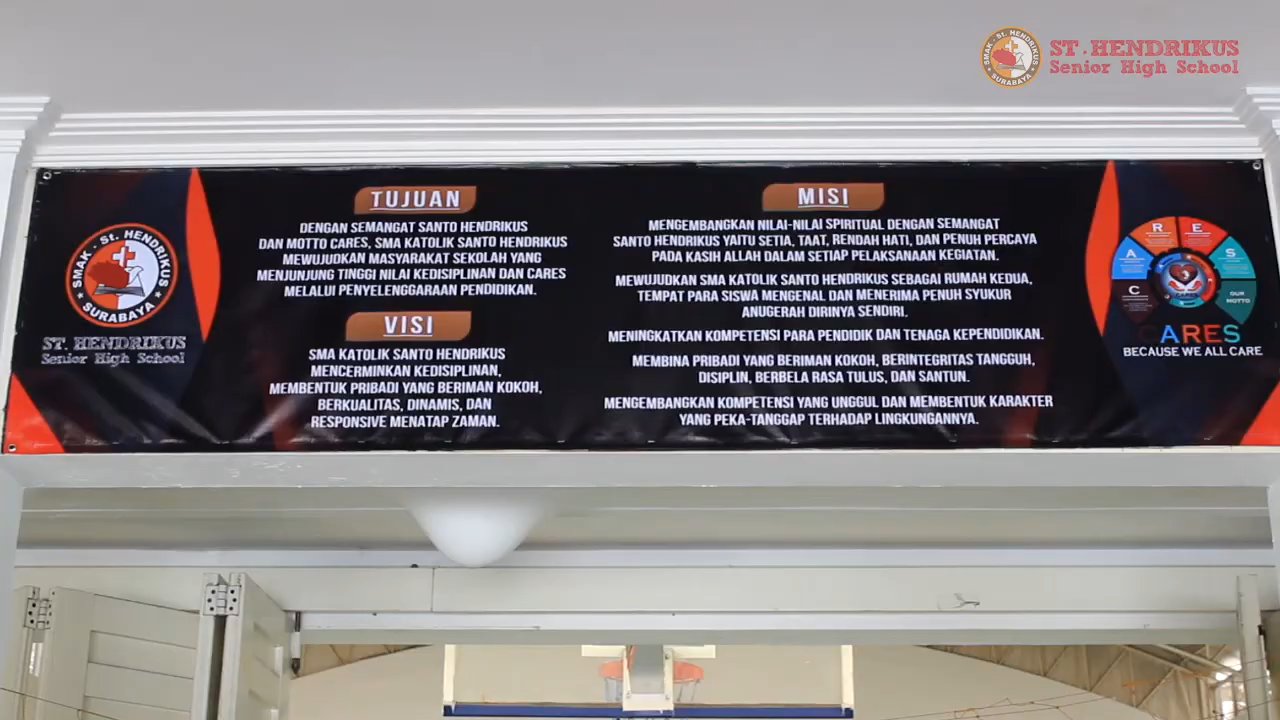 SMAK - St. HENDRIKUS
SURABAYA
ST. HENDRIKUS
Senior High School
SMAK - St. HENDRIKUS
SURABAYA
ST. HENDRIKUS
Senior High School
TUJUAN
DENGAN SEMANGAT SANTO HENDRIKUS
DAN MOTTO CARES, SMA KATOLIK SANTO HENDRIKUS
MEWUJUDKAN MASYARAKAT SEKOLAH YANG
MENJUNJUNG TINGGI NILAI KEDISIPLINAN DAN CARES
MELALUI PENYELENGGARAAN PENDIDIKAN.
VISI
SMA KATOLIK SANTO HENDRIKUS
MENCERMINKAN KEDISIPLINAN,
MEMBENTUK PRIBADI YANG BERIMAN KOKOH,
BERKUALITAS, DINAMIS, DAN
RESPONSIVE MENATAP ZAMAN.
MISI
MENGEMBANGKAN NILAI-NILAI SPIRITUAL DENGAN SEMANGAT
SANTO HENDRIKUS YAITU SETIA, TAAT, RENDAH HATI, DAN PENUH PERCAYA
PADA KASIH ALLAH DALAM SETIAP PELAKSANAAN KEGIATAN.
MEWUJUDKAN SMA KATOLIK SANTO HENDRIKUS SEBAGAI RUMAH KEDUA,
TEMPAT PARA SISWA MENGENAL DAN MENERIMA PENUH SYUKUR
ANUGERAH DIRINYA SENDIRI.
MENINGKATKAN KOMPETENSI PARA PENDIDIK DAN TENAGA KEPENDIDIKAN.
MEMBINA PRIBADI YANG BERIMAN KOKOH, BERINTEGRITAS TANGGUH,
DISIPLIN, BERBELA RASA TULUS, DAN SANTUN.
MENGEMBANGKAN KOMPETENSI YANG UNGGUL DAN MEMBENTUK KARAKTER
YANG PEKA-TANGGAP TERHADAP LINGKUNGANNYA.
C
A
R
E
S
OUR
MOTTO
CARES
BECAUSE WE ALL CARE